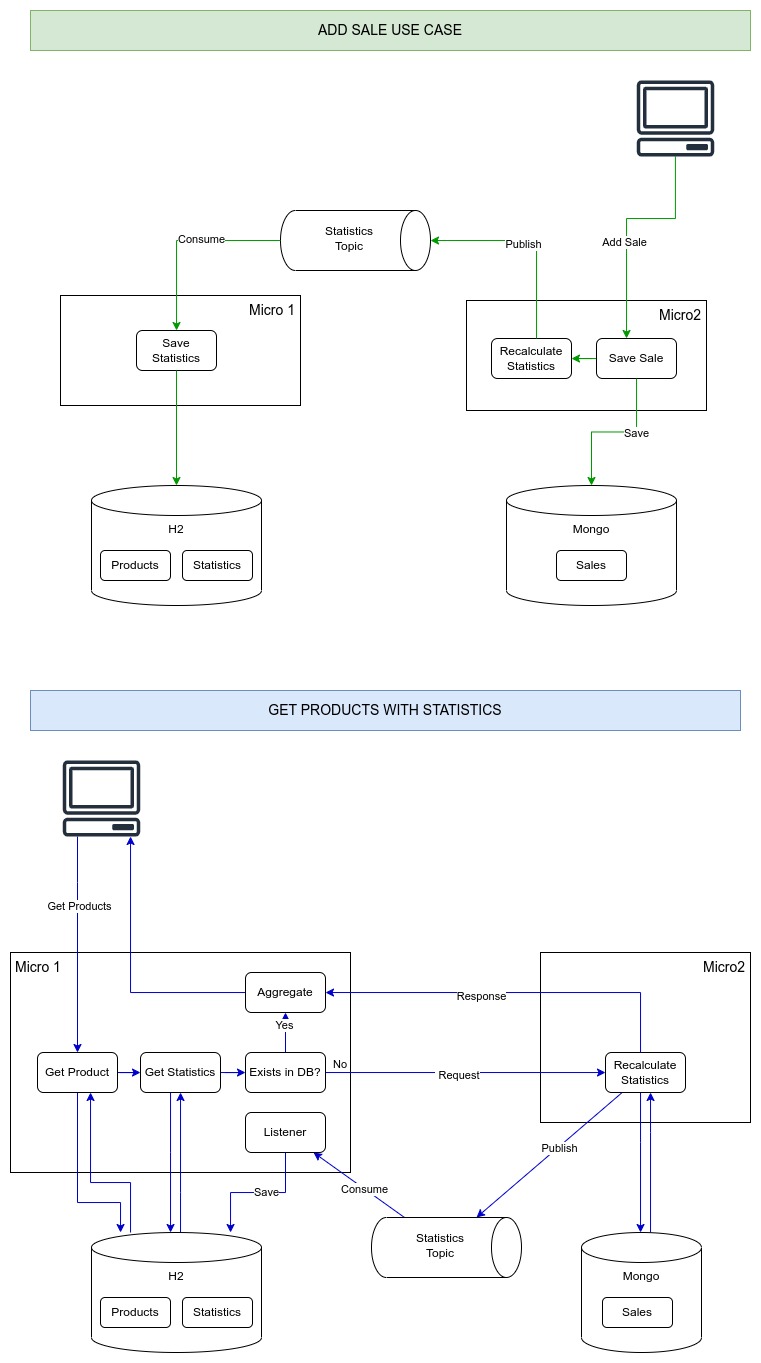 ADD SALE USE CASE
Statistics
Topic
Consume
Publish
Add Sale
Micro 1
Save
Statistics
Micro2
Recalculate
Statistics
Save Sale
Save
H2
Products
Statistics
Mongo
Sales
GET PRODUCTS WITH STATISTICS
Get Products
Micro 1
Micro2
Aggregate
Response
Yes
Get Product
Get Statistics
Exists in DB?
No
Request
Recalculate
Statistics
Listener
Publish
Save
Consume
Statistics
Topic
H2
Products
Statistics
Mongo
Sales